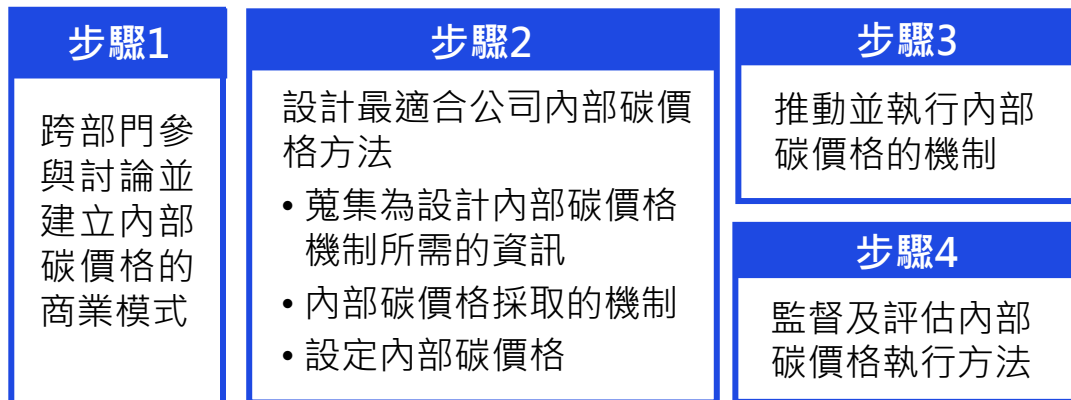 步驟1
跨部門參
與討論並
建立內部
碳價格的
商業模式
步驟2
設計最適合公司內部碳價
格方法
• 蒐集為設計內部碳價格
機制所需的資訊
• 內部碳價格採取的機制
• 設定內部碳價格
步驟3
推動並執行內部
碳價格的機制
步驟4
監督及評估內部
碳價格執行方法